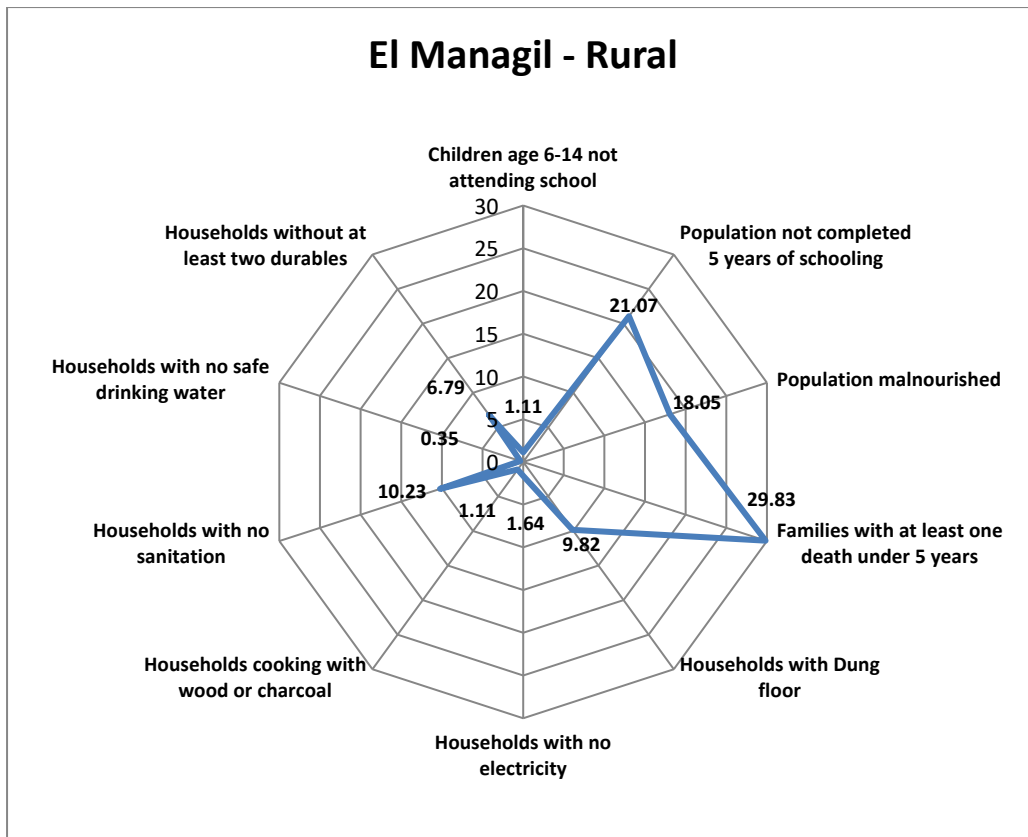 El Managil - Rural
Children age 6-14 not
attending school
30
25
20
15
10
5
0
Households without at
least two durables
Population not completed
5 years of schooling
21.07
Households with no safe
drinking water
Population malnourished
6.79
1.11
18.05
0.35
10.23
29.83
Households with no
sanitation
Families with at least one
death under 5 years
1.11
1.64
9.82
Households cooking with
wood or charcoal
Households with Dung
floor
Households with no
electricity